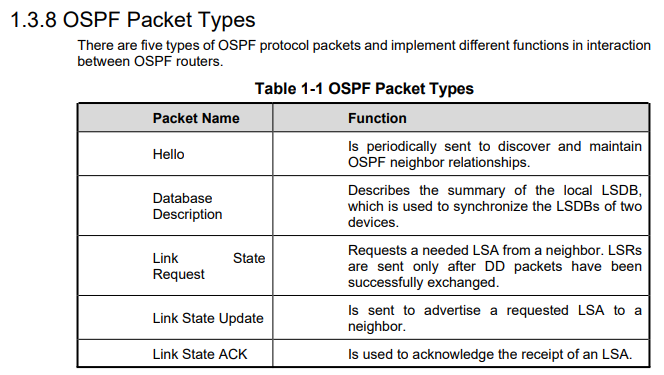 1.3.8 OSPF Packet Types
There are five types of OSPF protocol packets and implement different functions in interaction
between OSPF routers.
Table 1-1 OSPF Packet Types
Packet Name Function
Hello
Is periodically sent to discover and maintain
OSPF neighbor relationships.
Database
Description
Describes the summary of the local LSDB,
which is used to synchronize the LSDBs of two
devices.
Link State
Request
Requests a needed LSA from a neighbor. LSRs
are sent only after DD packets have been
successfully exchanged.
Link State Update
Is sent to advertise a requested LSA to a
neighbor.
Link State ACK
Is used to acknowledge the receipt of an LSA.